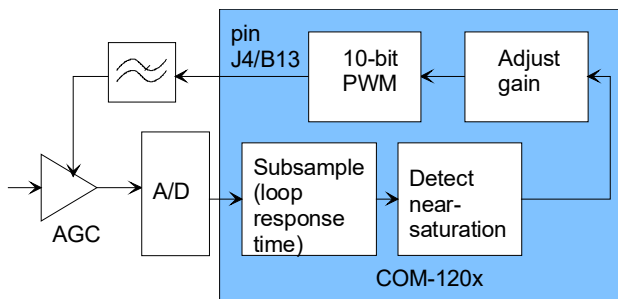 pin
J4/B13
10-bit
PWM
Adjust
gain
AGC
A/D
Subsample
(loop
response
time)
Detect
near-
saturation
COM-120x